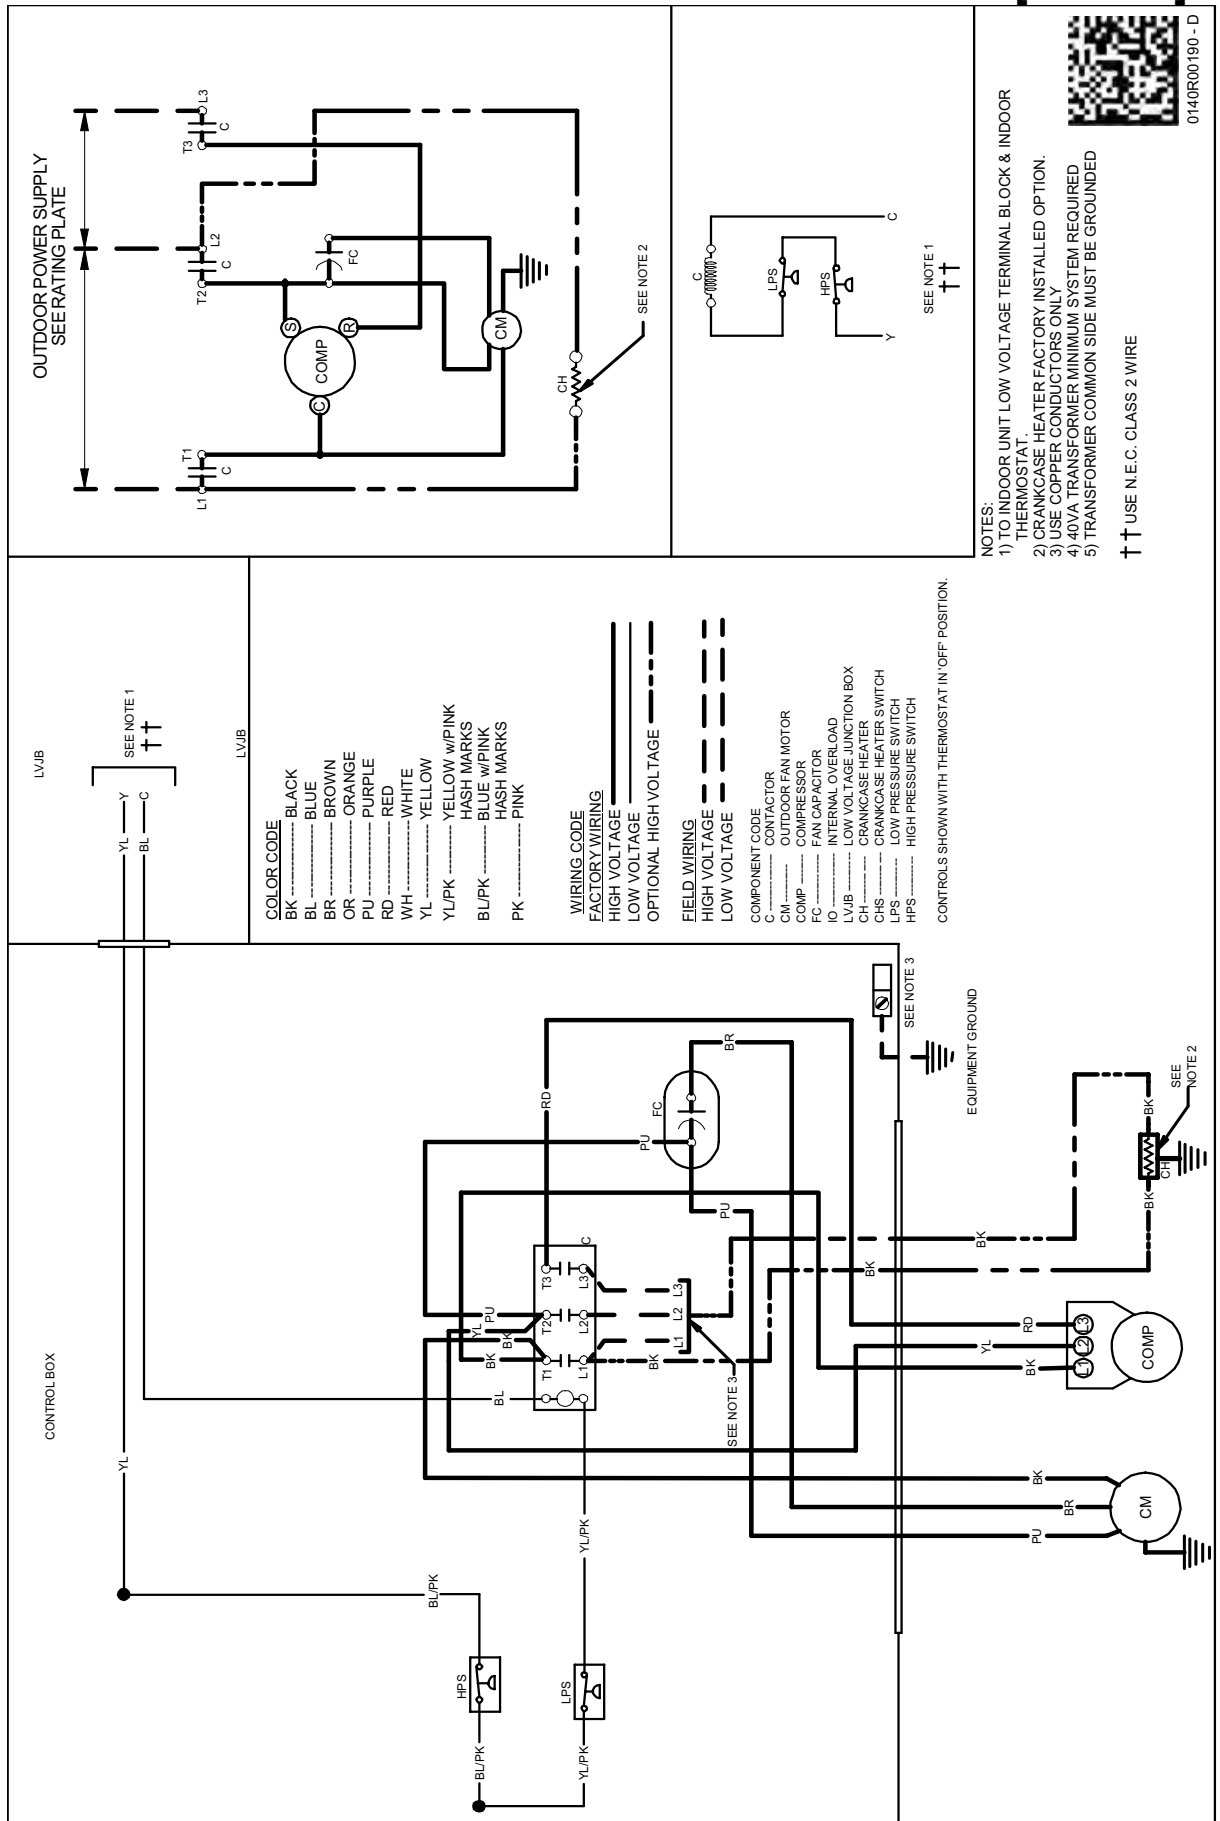 OUTDOOR POWER SUPPLY
SEE RATING PLATE
L1
T1
C
T2
L2
C
T3
L3
C
S
R
C
COMP
FC
CM
CH
SEE NOTE 2
C
LPS
HPS
Y
C
SEE NOTE 1
††
NOTES:
1) TO INDOOR UNIT LOW VOLTAGE TERMINAL BLOCK & INDOOR
THERMOSTAT.
2) CRANKCASE HEATER FACTORY INSTALLED OPTION.
3) USE COPPER CONDUCTORS ONLY
4) 40VA TRANSFORMER MINIMUM SYSTEM REQUIRED
5) TRANSFORMER COMMON SIDE MUST BE GROUNDED
†† USE N.E.C. CLASS 2 WIRE
0140R00190 - D
LVJB
YL
Y
BL
C
SEE NOTE 1
††
LVJB
COLOR CODE
BK ---------- BLACK
BL ---------- BLUE
BR ---------- BROWN
OR ---------- ORANGE
PU ---------- PURPLE
RD ---------- RED
WH ---------- WHITE
YL ---------- YELLOW
YL/PK ---------- YELLOW w/PINK
HASH MARKS
BL/PK ---------- BLUE w/PINK
HASH MARKS
PK ---------- PINK
WIRING CODE
FACTORY WIRING
HIGH VOLTAGE
LOW VOLTAGE
OPTIONAL HIGH VOLTAGE
FIELD WIRING
HIGH VOLTAGE
LOW VOLTAGE
COMPONENT CODE
C ---------- CONTACTOR
CM ---------- OUTDOOR FAN MOTOR
COMP ---------- COMPRESSOR
FC ---------- FAN CAPACITOR
IO ---------- INTERNAL OVERLOAD
LVJB ---------- LOW VOLTAGE JUNCTION BOX
CH ---------- CRANKCASE HEATER
CHS ---------- CRANKCASE HEATER SWITCH
LPS ---------- LOW PRESSURE SWITCH
HPS ---------- HIGH PRESSURE SWITCH
CONTROLS SHOWN WITH THERMOSTAT IN 'OFF' POSITION.
CONTROL BOX
YL
BL
BL/PK
HPS
BL/PK
LPS
YL/PK
YL/PK
BK
YL
BK
PU
T1
T2
T3
L1
L2
L3
C
RD
PU
FC
BR
PU
BK
L1
L2
L3
SEE NOTE 3
SEE NOTE 3
EQUIPMENT GROUND
BK
BK
BK
BK
CH
SEE
NOTE 2
RD
YL
BK
L1
L2
L3
COMP
BK
BR
PU
CM